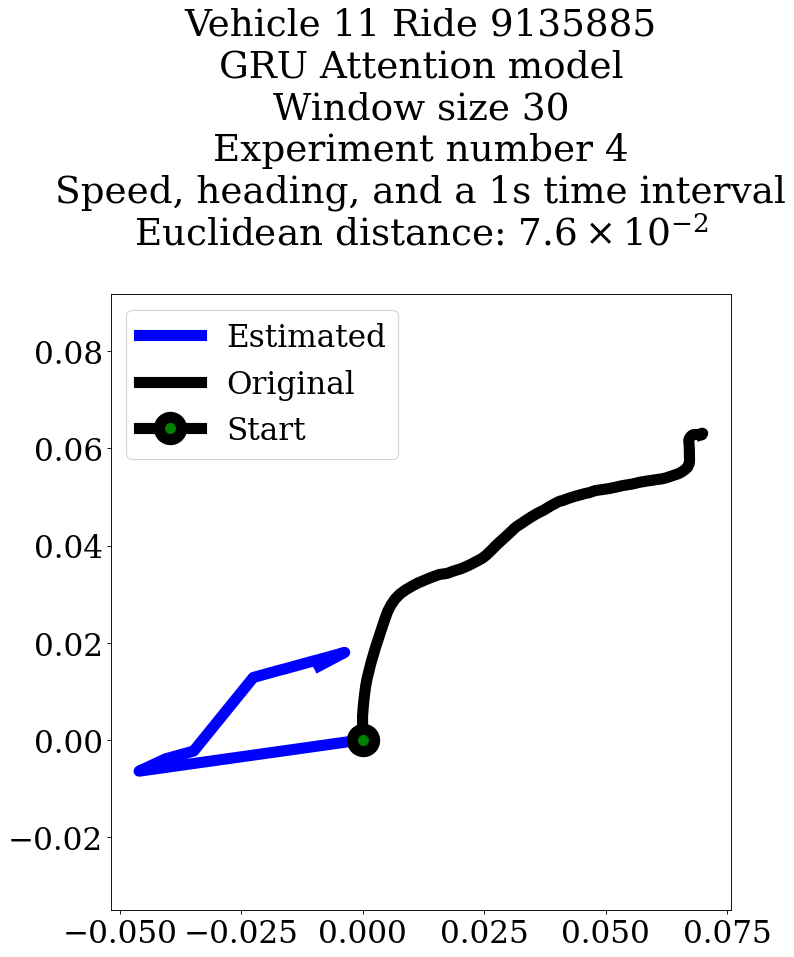 Vehicle 11 Ride 9135885
GRU Attention model
Window size 30
Experiment number 4
Speed, heading, and a 1s time interval
Euclidean distance: 7.6 × 10⁻²
Estimated
Original
Start
0.08
0.06
0.04
0.02
0.00
−0.02
−0.050 −0.025 0.000 0.025 0.050 0.075